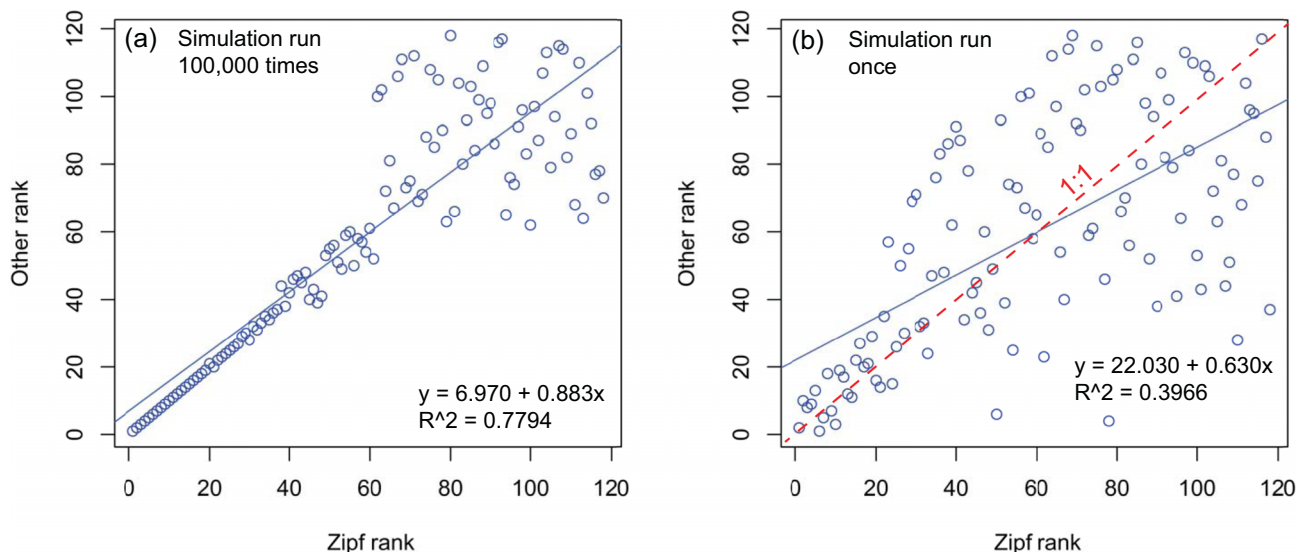 (a) Simulation run
100,000 times
Other rank
120
100
80
60
40
20
0
y = 6.970 + 0.883x
R^2 = 0.7794
0 20 40 60 80 100 120
Zipf rank
(b) Simulation run
once
Other rank
120
100
80
60
40
20
0
1:1
y = 22.030 + 0.630x
R^2 = 0.3966
0 20 40 60 80 100 120
Zipf rank